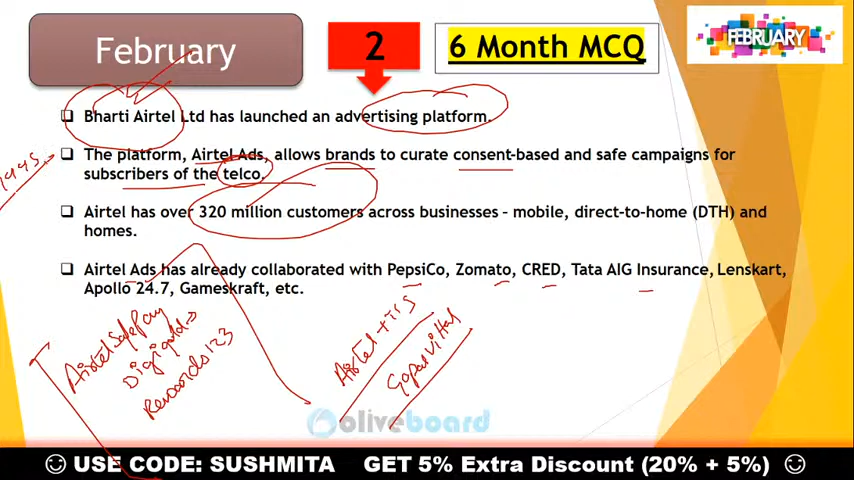 February
2
6 Month MCQ
FEBRUARY
❑ Bharti Airtel Ltd has launched an advertising platform.
❑ The platform, Airtel Ads, allows brands to curate consent-based and safe campaigns for
subscribers of the telco.
1995
❑ Airtel has over 320 million customers across businesses – mobile, direct-to-home (DTH) and
homes.
❑ Airtel Ads has already collaborated with PepsiCo, Zomato, CRED, Tata AIG Insurance, Lenskart,
Apollo 24.7, Gameskraft, etc.
Airtel Safe Pay
Digigold
Rewards123
Airtel
Gopal vittal
oliveboard
☺ USE CODE: SUSHMITA GET 5% Extra Discount (20% + 5%) ☺